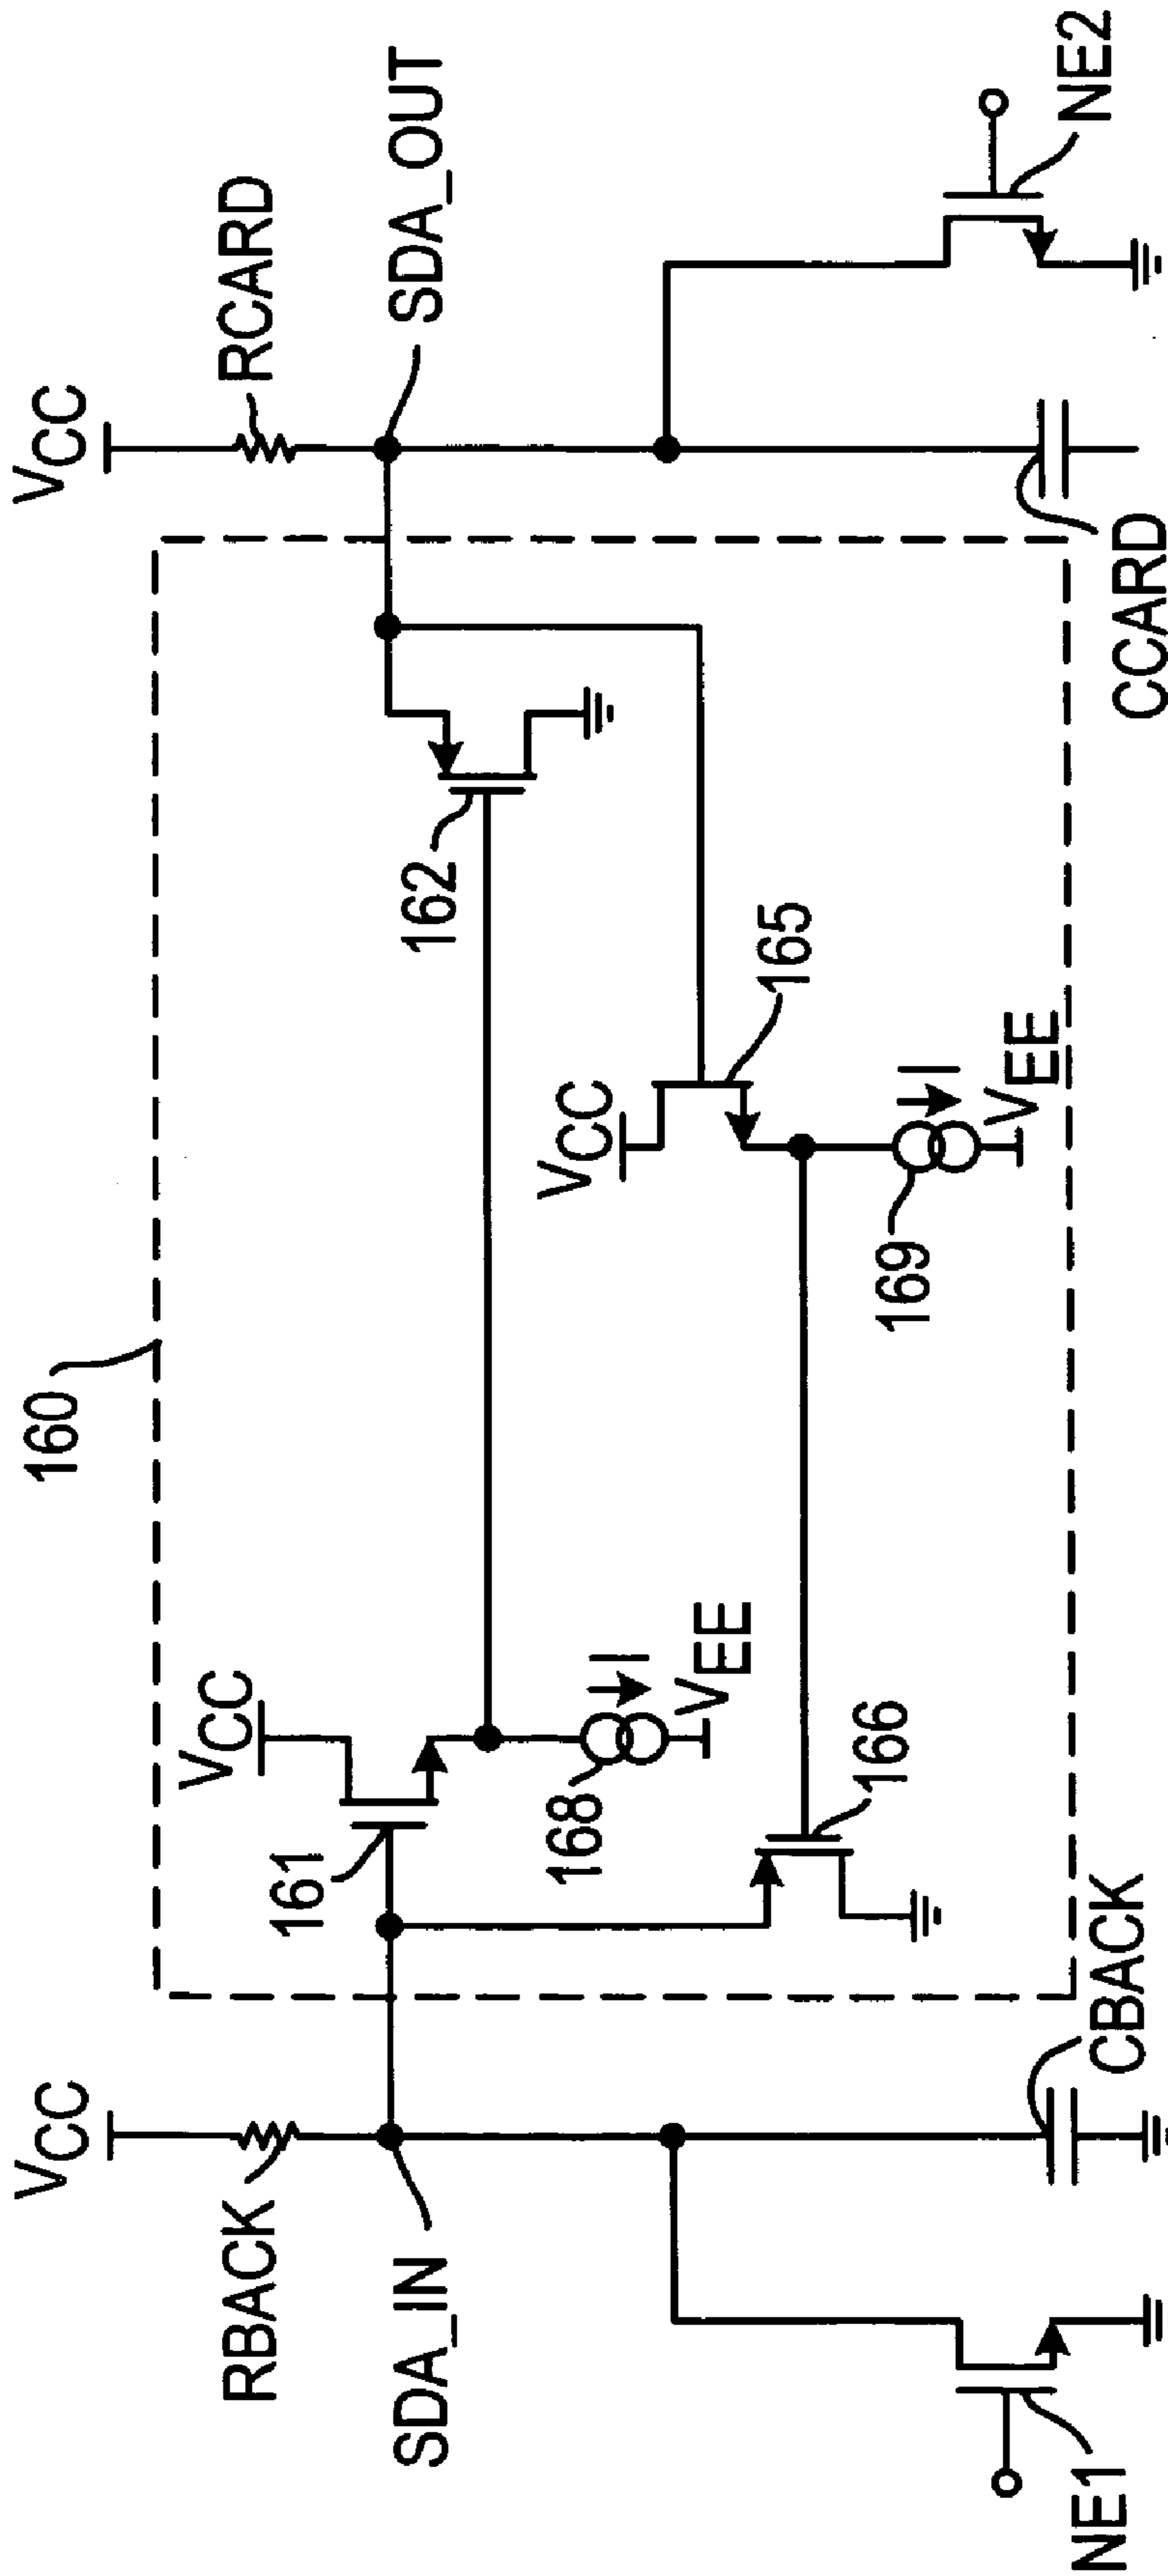 160
VCC
VCC
RBACK
RCARD
SDA_IN
SDA_OUT
VCC
161
162
168
I
VEE
VCC
165
166
169
I
VEE
NE1
CBACK
CCARD
NE2